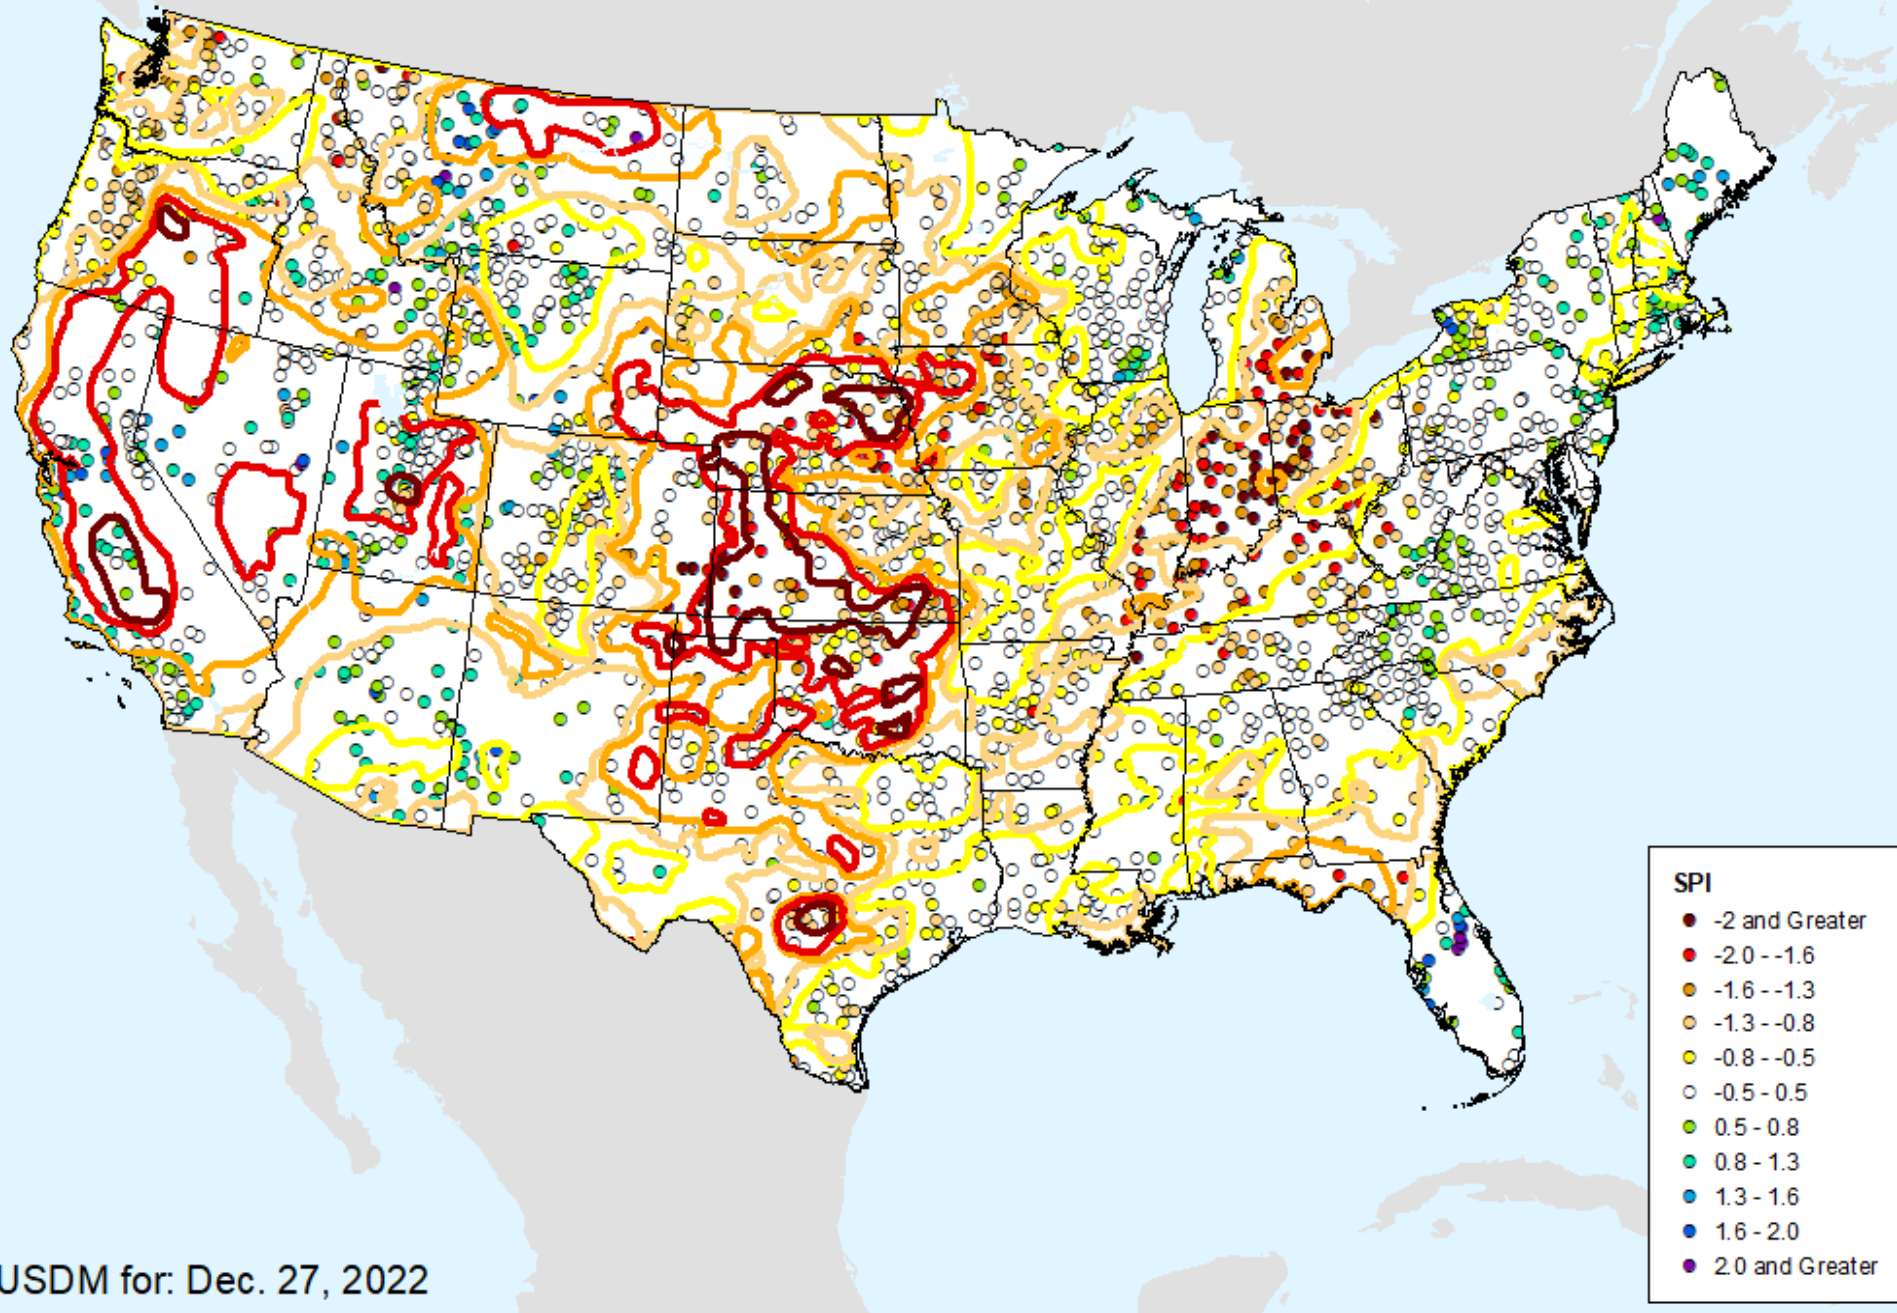 SPI
-2 and Greater
-2.0 - -1.6
-1.6 - -1.3
-1.3 - -0.8
-0.8 - -0.5
-0.5 - 0.5
0.5 - 0.8
0.8 - 1.3
1.3 - 1.6
1.6 - 2.0
2.0 and Greater
USDM for: Dec. 27, 2022